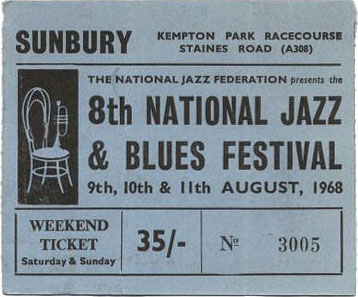 SUNBURY
KEMPTON PARK RACECOURSE
STAINES ROAD (A308)
THE NATIONAL JAZZ FEDERATION presents the
8th NATIONAL JAZZ
& BLUES FESTIVAL
9th, 10th & 11th AUGUST, 1968
WEEKEND
TICKET
Saturday & Sunday
35/-
No 3005